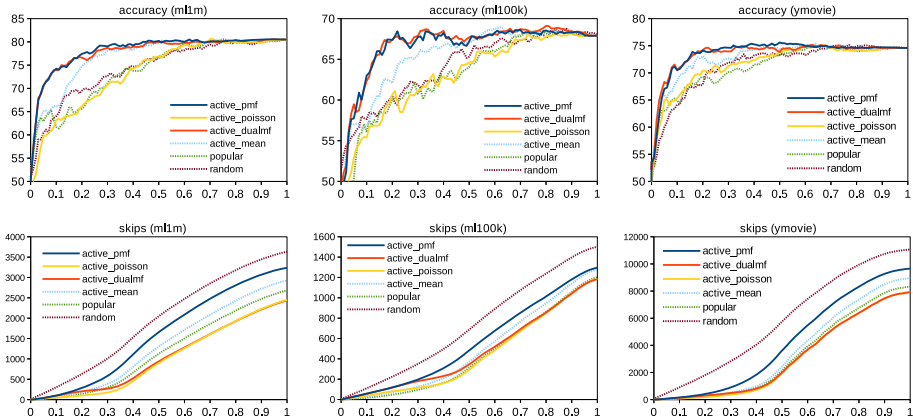 accuracy (ml1m)
85
80
75
70
65
60
55
50
0
0.1
0.2
0.3
0.4
0.5
0.6
0.7
0.8
0.9
1
active_pmf
active_poisson
active_dualmf
active_mean
popular
random
accuracy (ml100k)
70
65
60
55
50
0
0.1
0.2
0.3
0.4
0.5
0.6
0.7
0.8
0.9
1
active_pmf
active_dualmf
active_poisson
active_mean
popular
random
accuracy (ymovie)
80
75
70
65
60
55
50
0
0.1
0.2
0.3
0.4
0.5
0.6
0.7
0.8
0.9
1
active_pmf
active_dualmf
active_poisson
active_mean
popular
random
skips (ml1m)
4000
3500
3000
2500
2000
1500
1000
500
0
0
0.1
0.2
0.3
0.4
0.5
0.6
0.7
0.8
0.9
1
active_pmf
active_poisson
active_dualmf
active_mean
popular
random
skips (ml100k)
1600
1400
1200
1000
800
600
400
200
0
0
0.1
0.2
0.3
0.4
0.5
0.6
0.7
0.8
0.9
1
active_pmf
active_dualmf
active_poisson
active_mean
popular
random
skips (ymovie)
12000
10000
8000
6000
4000
2000
0
0
0.1
0.2
0.3
0.4
0.5
0.6
0.7
0.8
0.9
1
active_pmf
active_dualmf
active_poisson
active_mean
popular
random